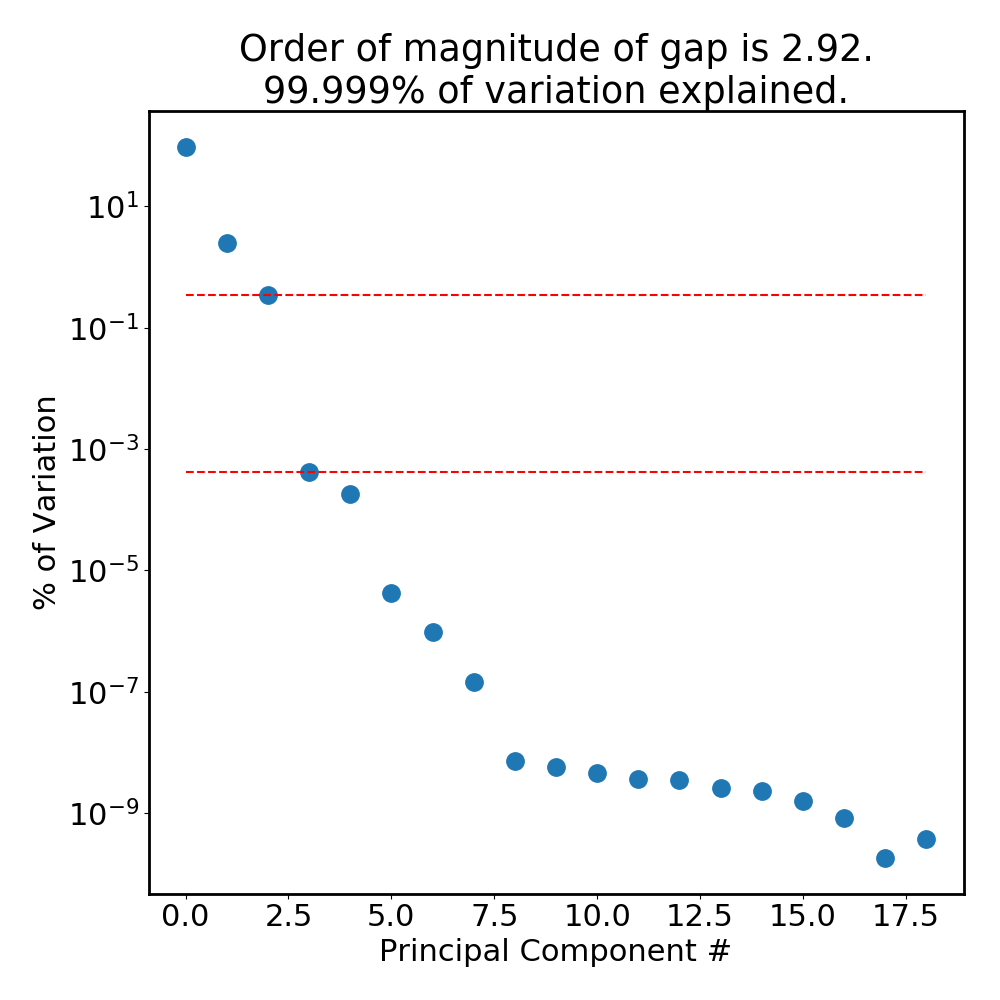 Order of magnitude of gap is 2.92.
99.999% of variation explained.
% of Variation
10¹
10⁻¹
10⁻³
10⁻⁵
10⁻⁷
10⁻⁹
0.0 2.5 5.0 7.5 10.0 12.5 15.0 17.5
Principal Component #